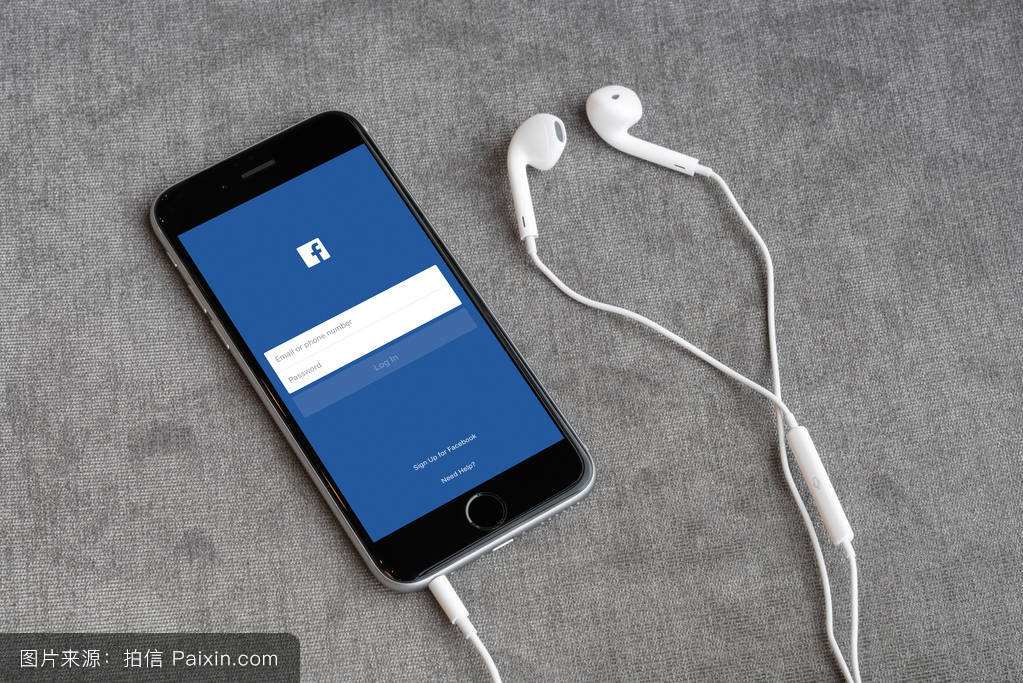 f
Email or phone number
Password
Log In
Sign Up for Facebook
Need Help?
图片来源：拍信 Paixin.com